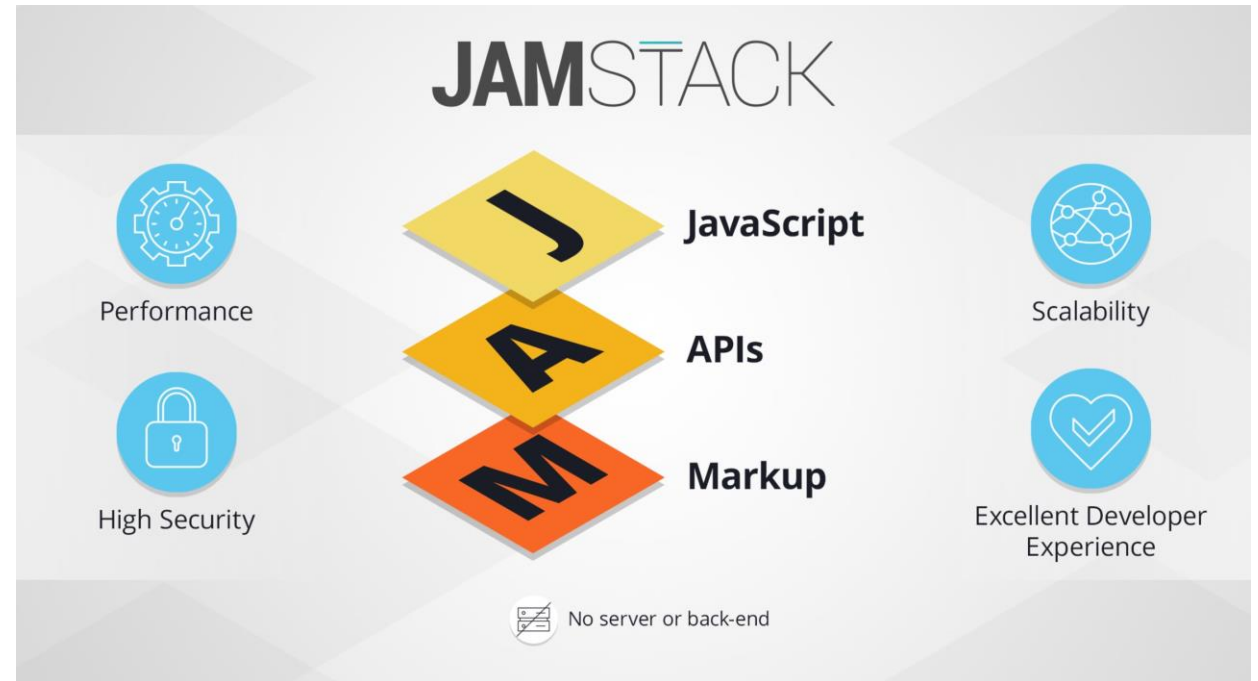 JAMSTACK
Performance
High Security
J
JavaScript
A
APIs
M
Markup
Scalability
Excellent Developer
Experience
No server or back-end